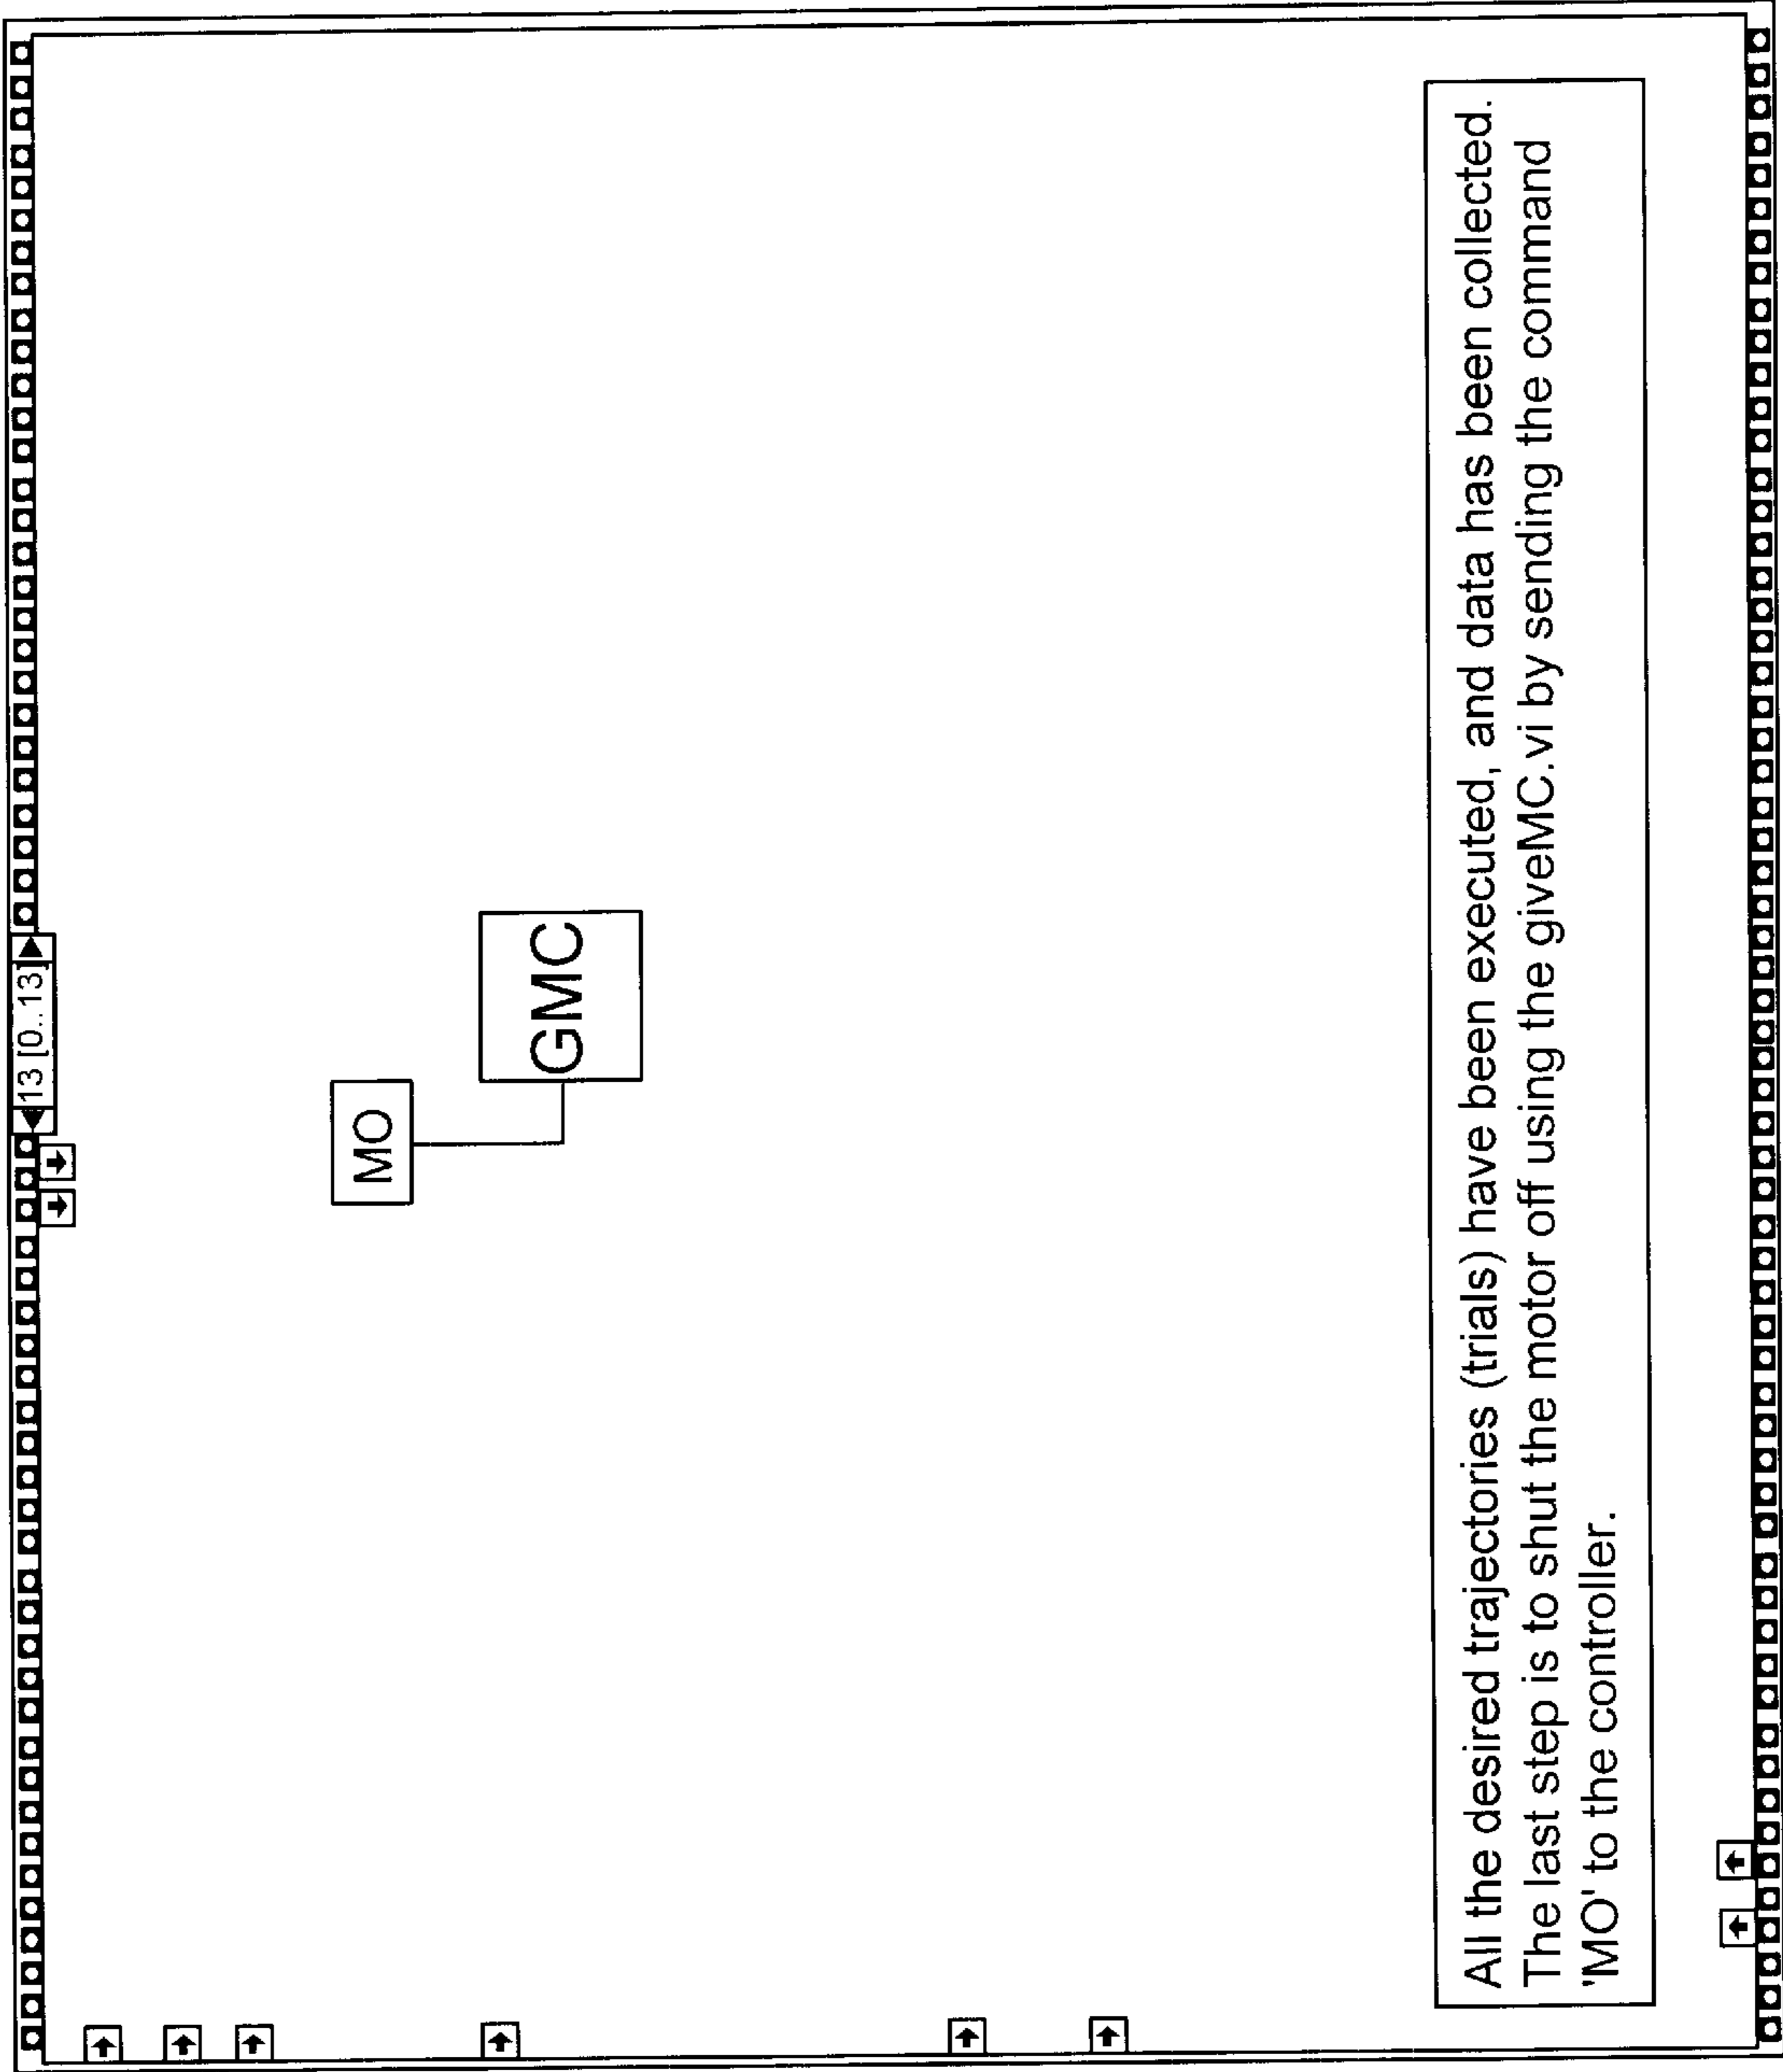 13 [0..13]
MO
GMC
All the desired trajectories (trials) have been executed, and data has been collected.
The last step is to shut the motor off using the giveMC.vi by sending the command
'MO' to the controller.